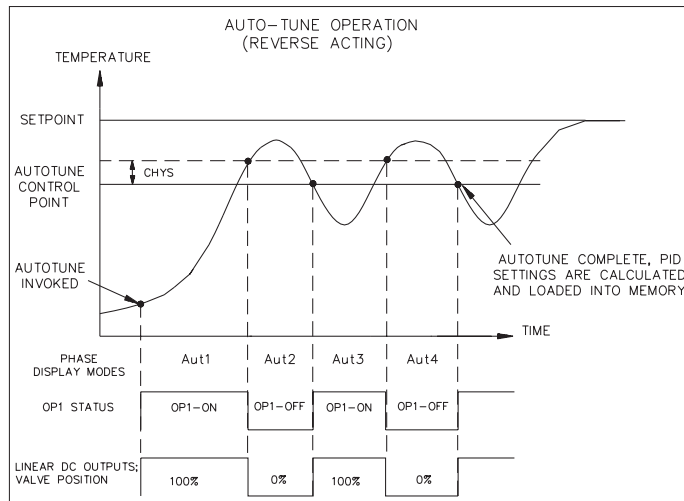 AUTO-TUNE OPERATION
(REVERSE ACTING)
TEMPERATURE
SETPOINT
CHYS
AUTOTUNE
CONTROL
POINT
AUTOTUNE
INVOKED
AUTOTUNE COMPLETE, PID
SETTINGS ARE CALCULATED
AND LOADED INTO MEMORY
TIME
PHASE
DISPLAY MODES
Aut1 Aut2 Aut3 Aut4
OP1 STATUS
OP1-ON OP1-OFF OP1-ON OP1-OFF
LINEAR DC OUTPUTS;
VALVE POSITION
100% 0% 100% 0%